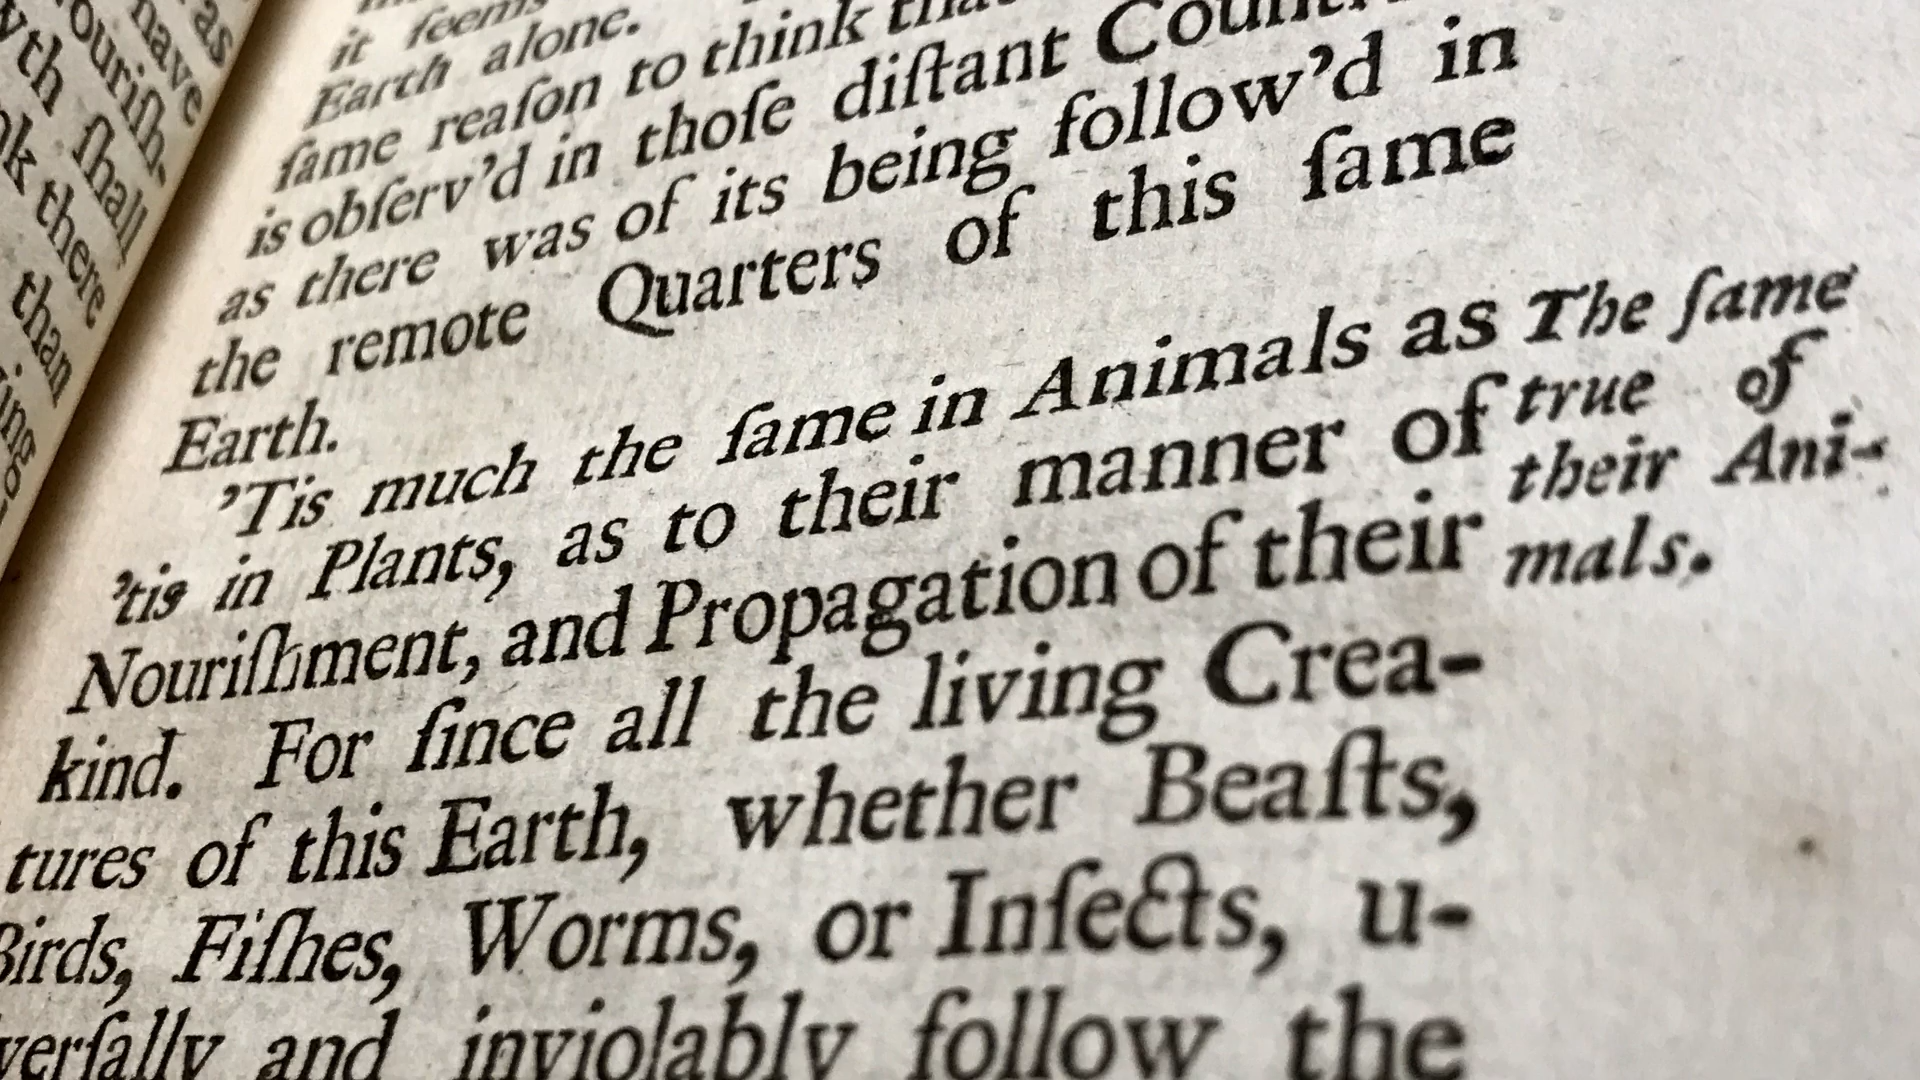 as
have
nouriſh-
wth ſhall
there
than
ing
it ſeems
Earth alone.
ſame reaſon to think
is obſerv'd in thoſe diſtant
as there was of its being follow'd in
the remote Quarters of this ſame
Earth.
'Tis much the ſame in Animals as
'tis in Plants, as to their manner of
Nouriſhment, and Propagation of their
kind. For ſince all the living Crea-
tures of this Earth, whether Beaſts,
Birds, Fiſhes, Worms, or Inſects, u-
verſally and inviolably follow the
The ſame
true of
their Ani-
mals.